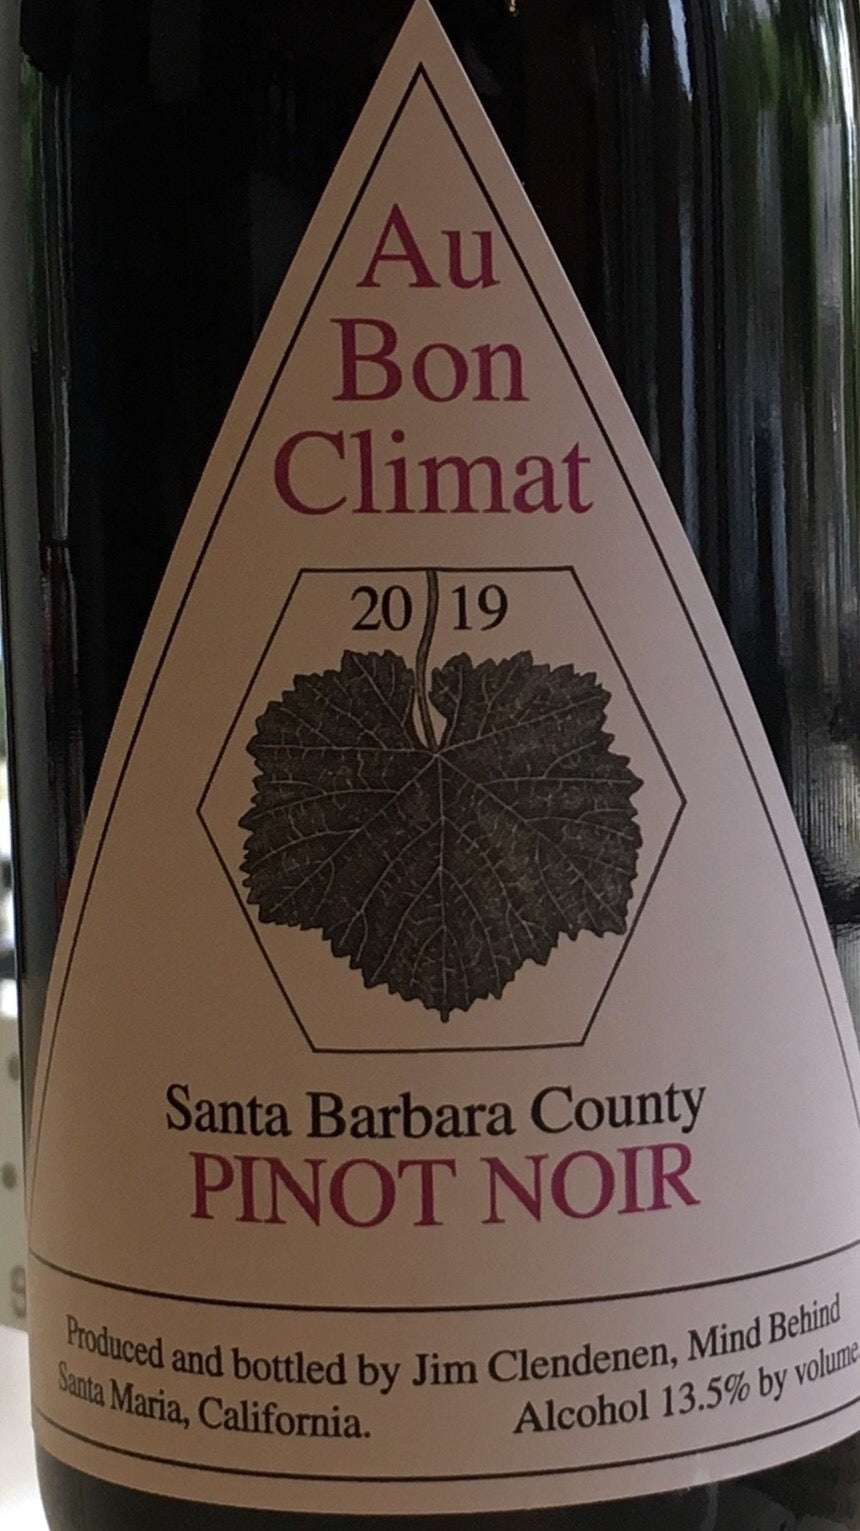 Au
Bon
Climat
20 19
Santa Barbara County
PINOT NOIR
Produced and bottled by Jim Clendenen, Mind Behind
Santa Maria, California. Alcohol 13.5% by volume